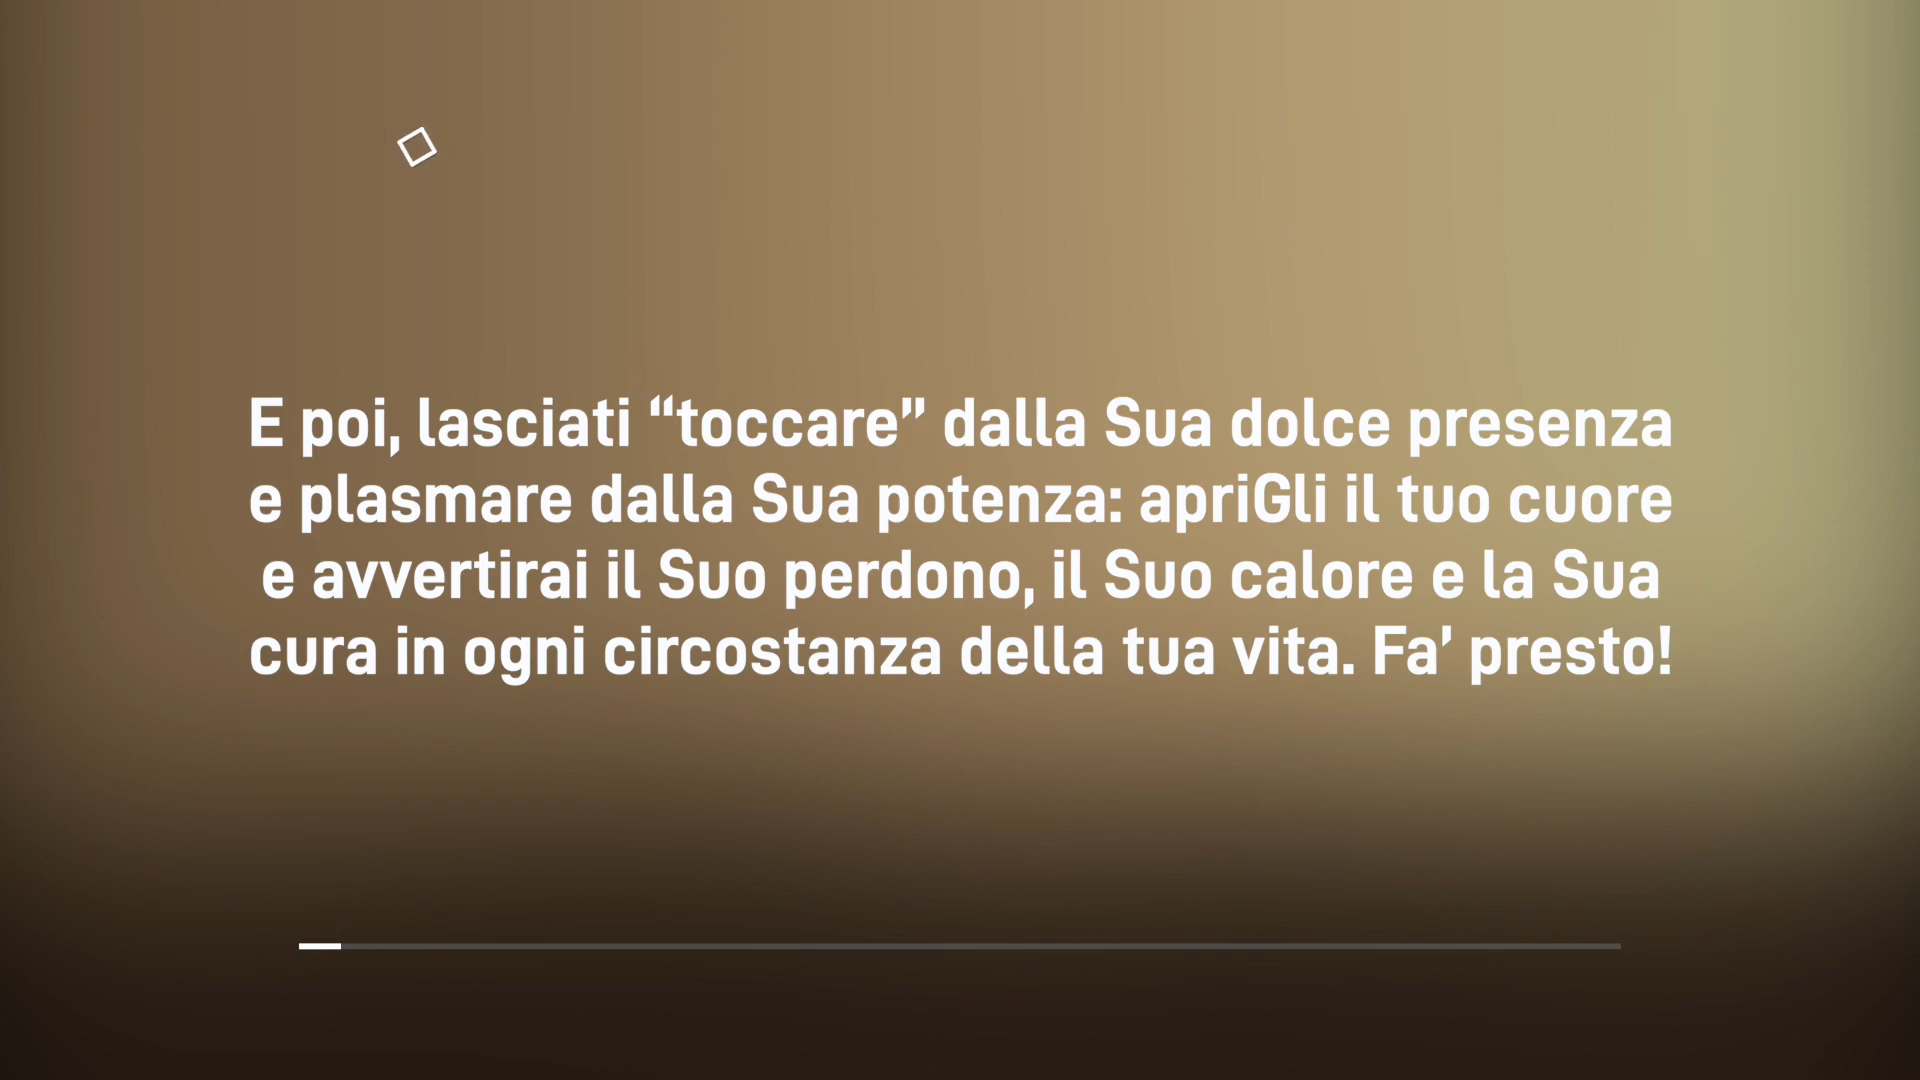 E poi, lasciati “toccare” dalla Sua dolce presenza
e plasmare dalla Sua potenza: apriGli il tuo cuore
e avvertirai il Suo perdono, il Suo calore e la Sua
cura in ogni circostanza della tua vita. Fa’ presto!